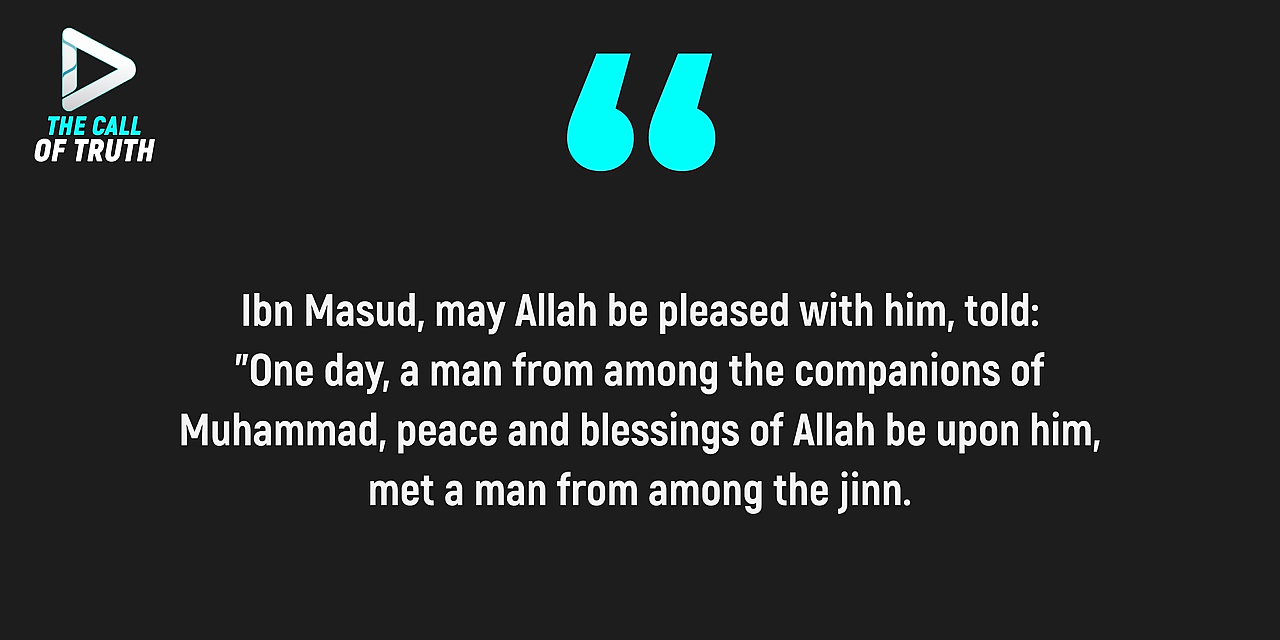 THE CALL
OF TRUTH
“
Ibn Masud, may Allah be pleased with him, told:
"One day, a man from among the companions of
Muhammad, peace and blessings of Allah be upon him,
met a man from among the jinn.